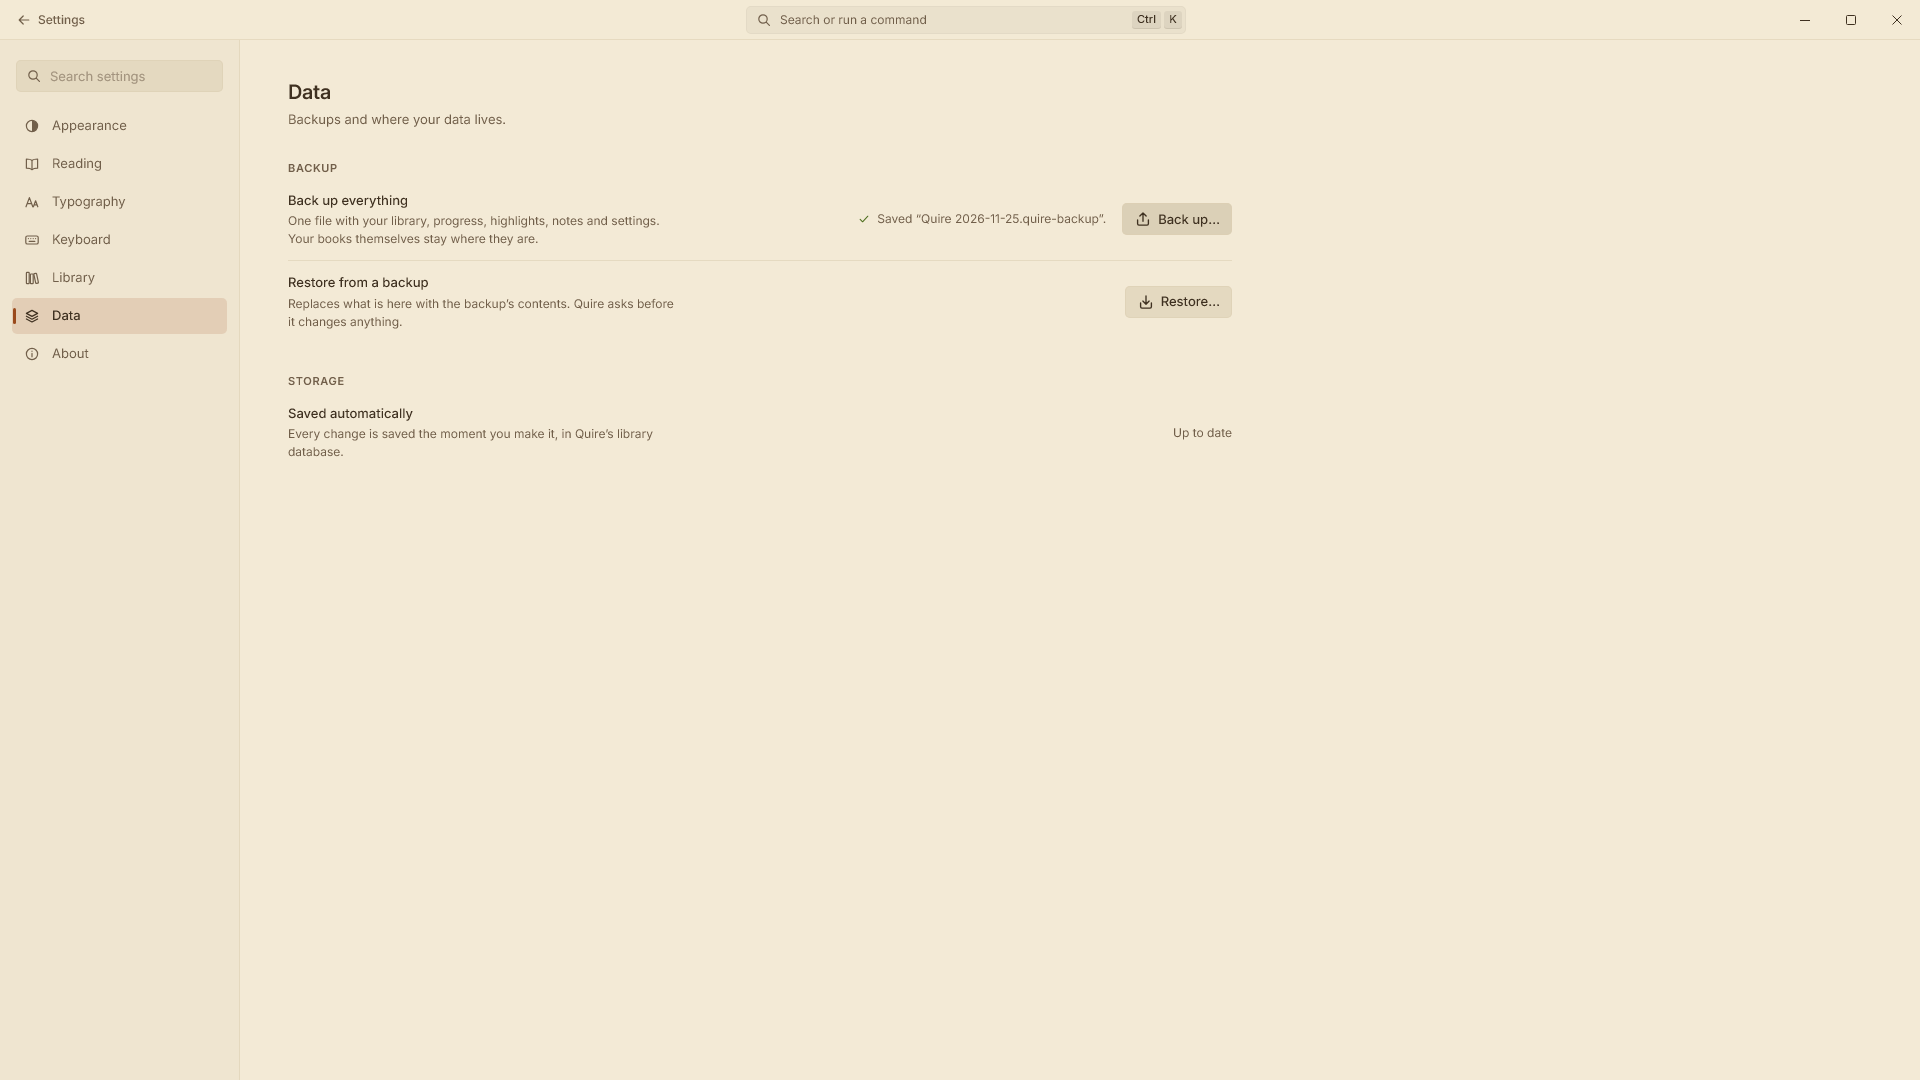 Settings
Search or run a command
Ctrl K
Search settings
Appearance
Reading
Typography
Keyboard
Library
Data
About
Data
Backups and where your data lives.
BACKUP
Back up everything
One file with your library, progress, highlights, notes and settings.
Your books themselves stay where they are.
Saved “Quire 2026-11-25.quire-backup”.
Back up…
Restore from a backup
Replaces what is here with the backup’s contents. Quire asks before
it changes anything.
Restore…
STORAGE
Saved automatically
Every change is saved the moment you make it, in Quire’s library
database.
Up to date